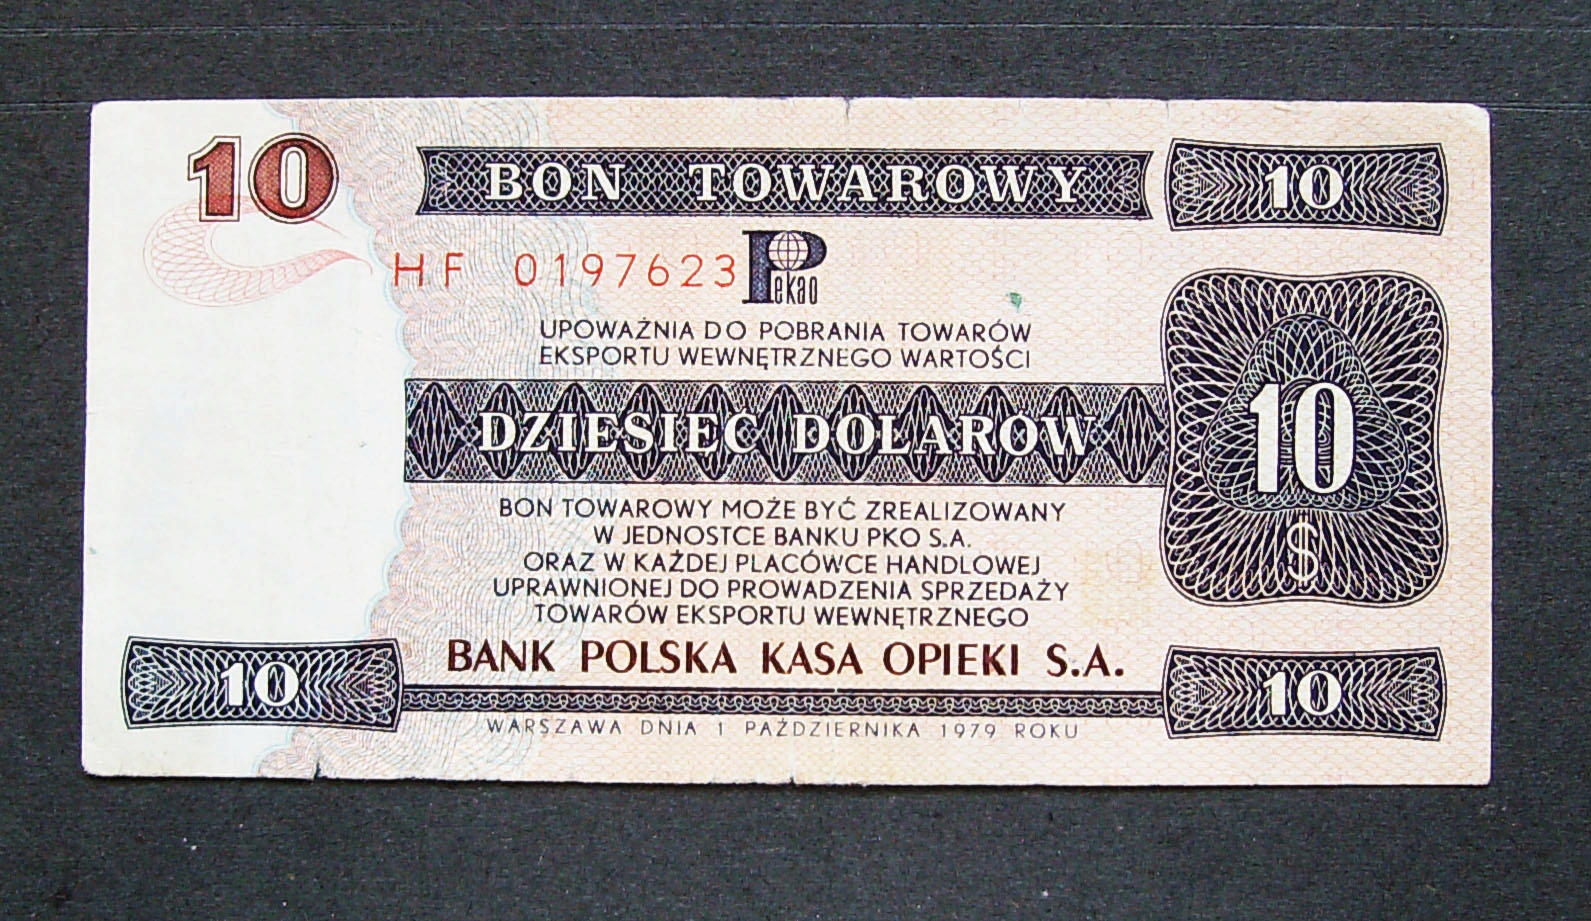 10 BON TOWAROWY 10
HF 0197623 Pekao
UPOWAŻNIA DO POBRANIA TOWARÓW
EKSPORTU WEWNĘTRZNEGO WARTOŚCI
DZIESIĘĆ DOLARÓW 10
$
BON TOWAROWY MOŻE BYĆ ZREALIZOWANY
W JEDNOSTCE BANKU PKO S.A.
ORAZ W KAŻDEJ PLACÓWCE HANDLOWEJ
UPRAWNIONEJ DO PROWADZENIA SPRZEDAŻY
TOWARÓW EKSPORTU WEWNĘTRZNEGO
BANK POLSKA KASA OPIEKI S.A.
10 10
WARSZAWA DNIA 1 PAŹDZIERNIKA 1979 ROKU